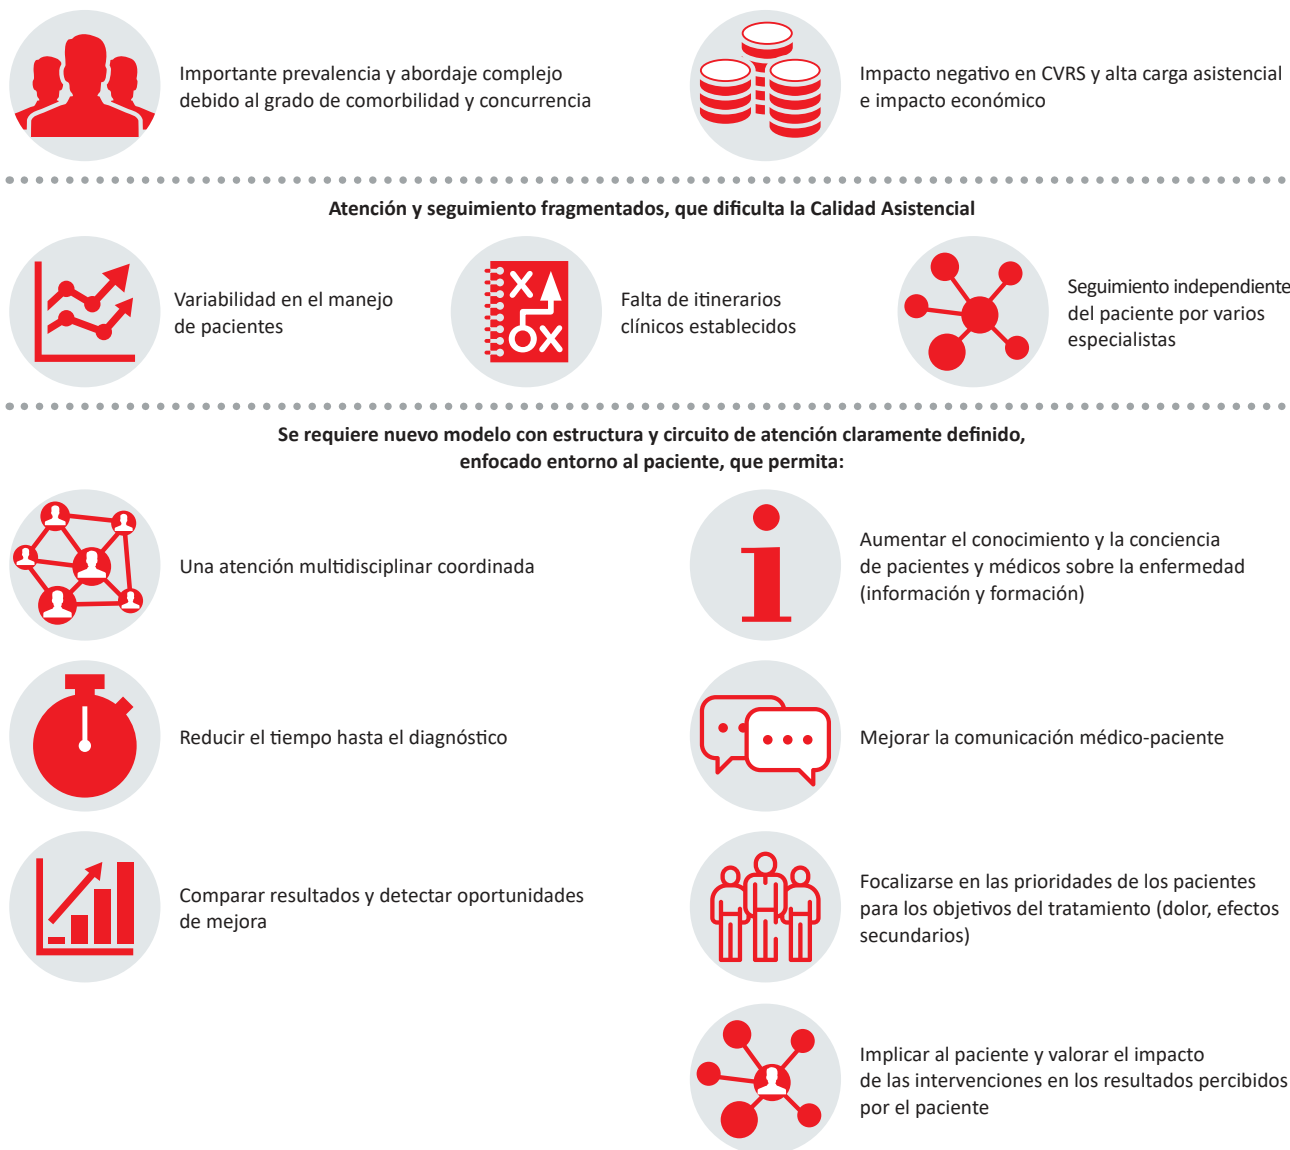 Importante prevalencia y abordaje complejo
debido al grado de comorbilidad y concurrencia
Impacto negativo en CVRS y alta carga asistencial
e impacto económico
Atención y seguimiento fragmentados, que dificulta la Calidad Asistencial
Variabilidad en el manejo
de pacientes
Falta de itinerarios
clínicos establecidos
Seguimiento independiente
del paciente por varios
especialistas
Se requiere nuevo modelo con estructura y circuito de atención claramente definido,
enfocado entorno al paciente, que permita:
Una atención multidisciplinar coordinada
Aumentar el conocimiento y la conciencia
de pacientes y médicos sobre la enfermedad
(información y formación)
Reducir el tiempo hasta el diagnóstico
Mejorar la comunicación médico-paciente
Comparar resultados y detectar oportunidades
de mejora
Focalizarse en las prioridades de los pacientes
para los objetivos del tratamiento (dolor, efectos
secundarios)
Implicar al paciente y valorar el impacto
de las intervenciones en los resultados percibidos
por el paciente